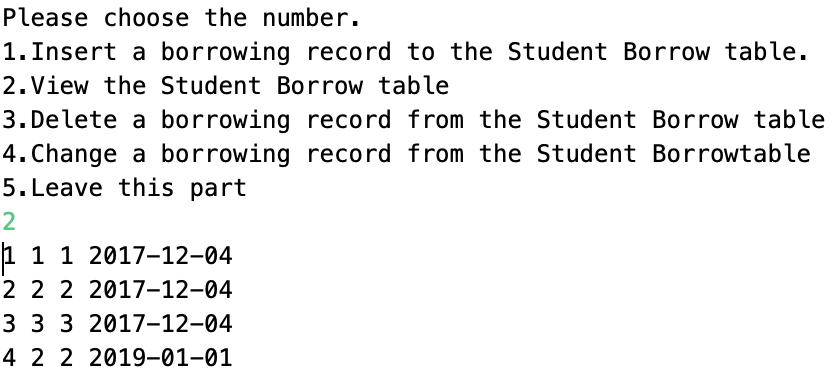 Please choose the number.
1.Insert a borrowing record to the Student Borrow table.
2.View the Student Borrow table
3.Delete a borrowing record from the Student Borrow table
4.Change a borrowing record from the Student Borrowtable
5.Leave this part
2
1 1 1 2017-12-04
2 2 2 2017-12-04
3 3 3 2017-12-04
4 2 2 2019-01-01